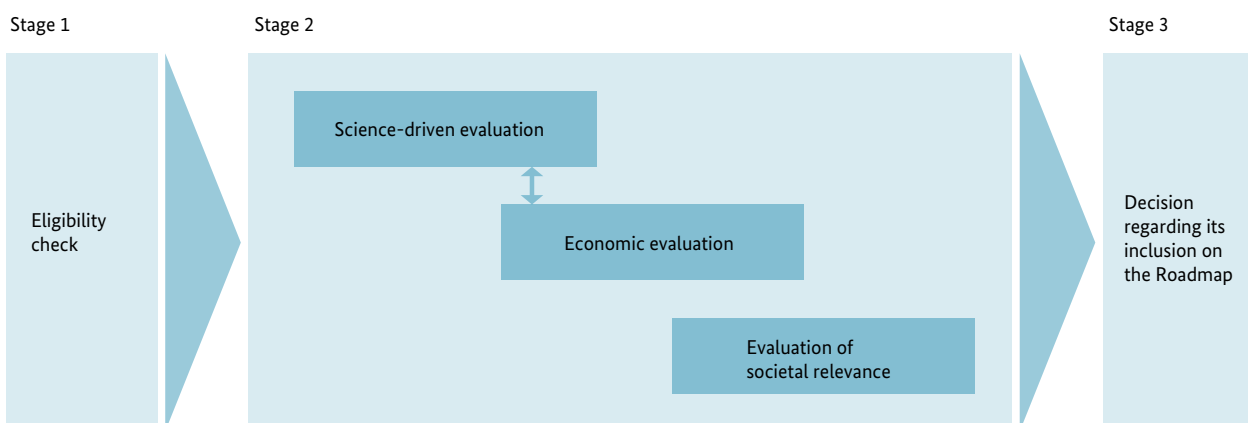 Stage 1
Stage 2
Stage 3
Eligibility
check
Science-driven evaluation
Economic evaluation
Evaluation of
societal relevance
Decision
regarding its
inclusion on
the Roadmap